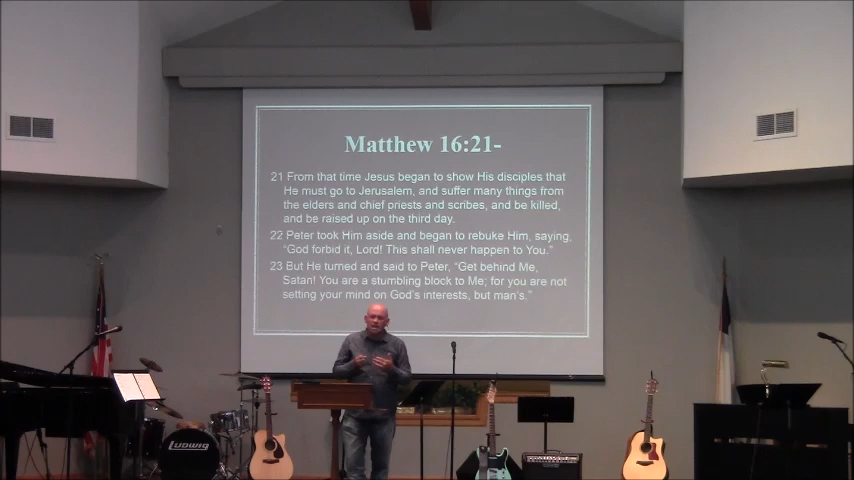 Matthew 16:21-
21 From that time Jesus began to show His disciples that
He must go to Jerusalem, and suffer many things from
the elders and chief priests and scribes, and be killed,
and be raised up on the third day.
22 Peter took Him aside and began to rebuke Him, saying,
“God forbid it, Lord! This shall never happen to You.”
23 But He turned and said to Peter, “Get behind Me,
Satan! You are a stumbling block to Me; for you are not
setting your mind on God’s interests, but man’s.”
LUDWIG